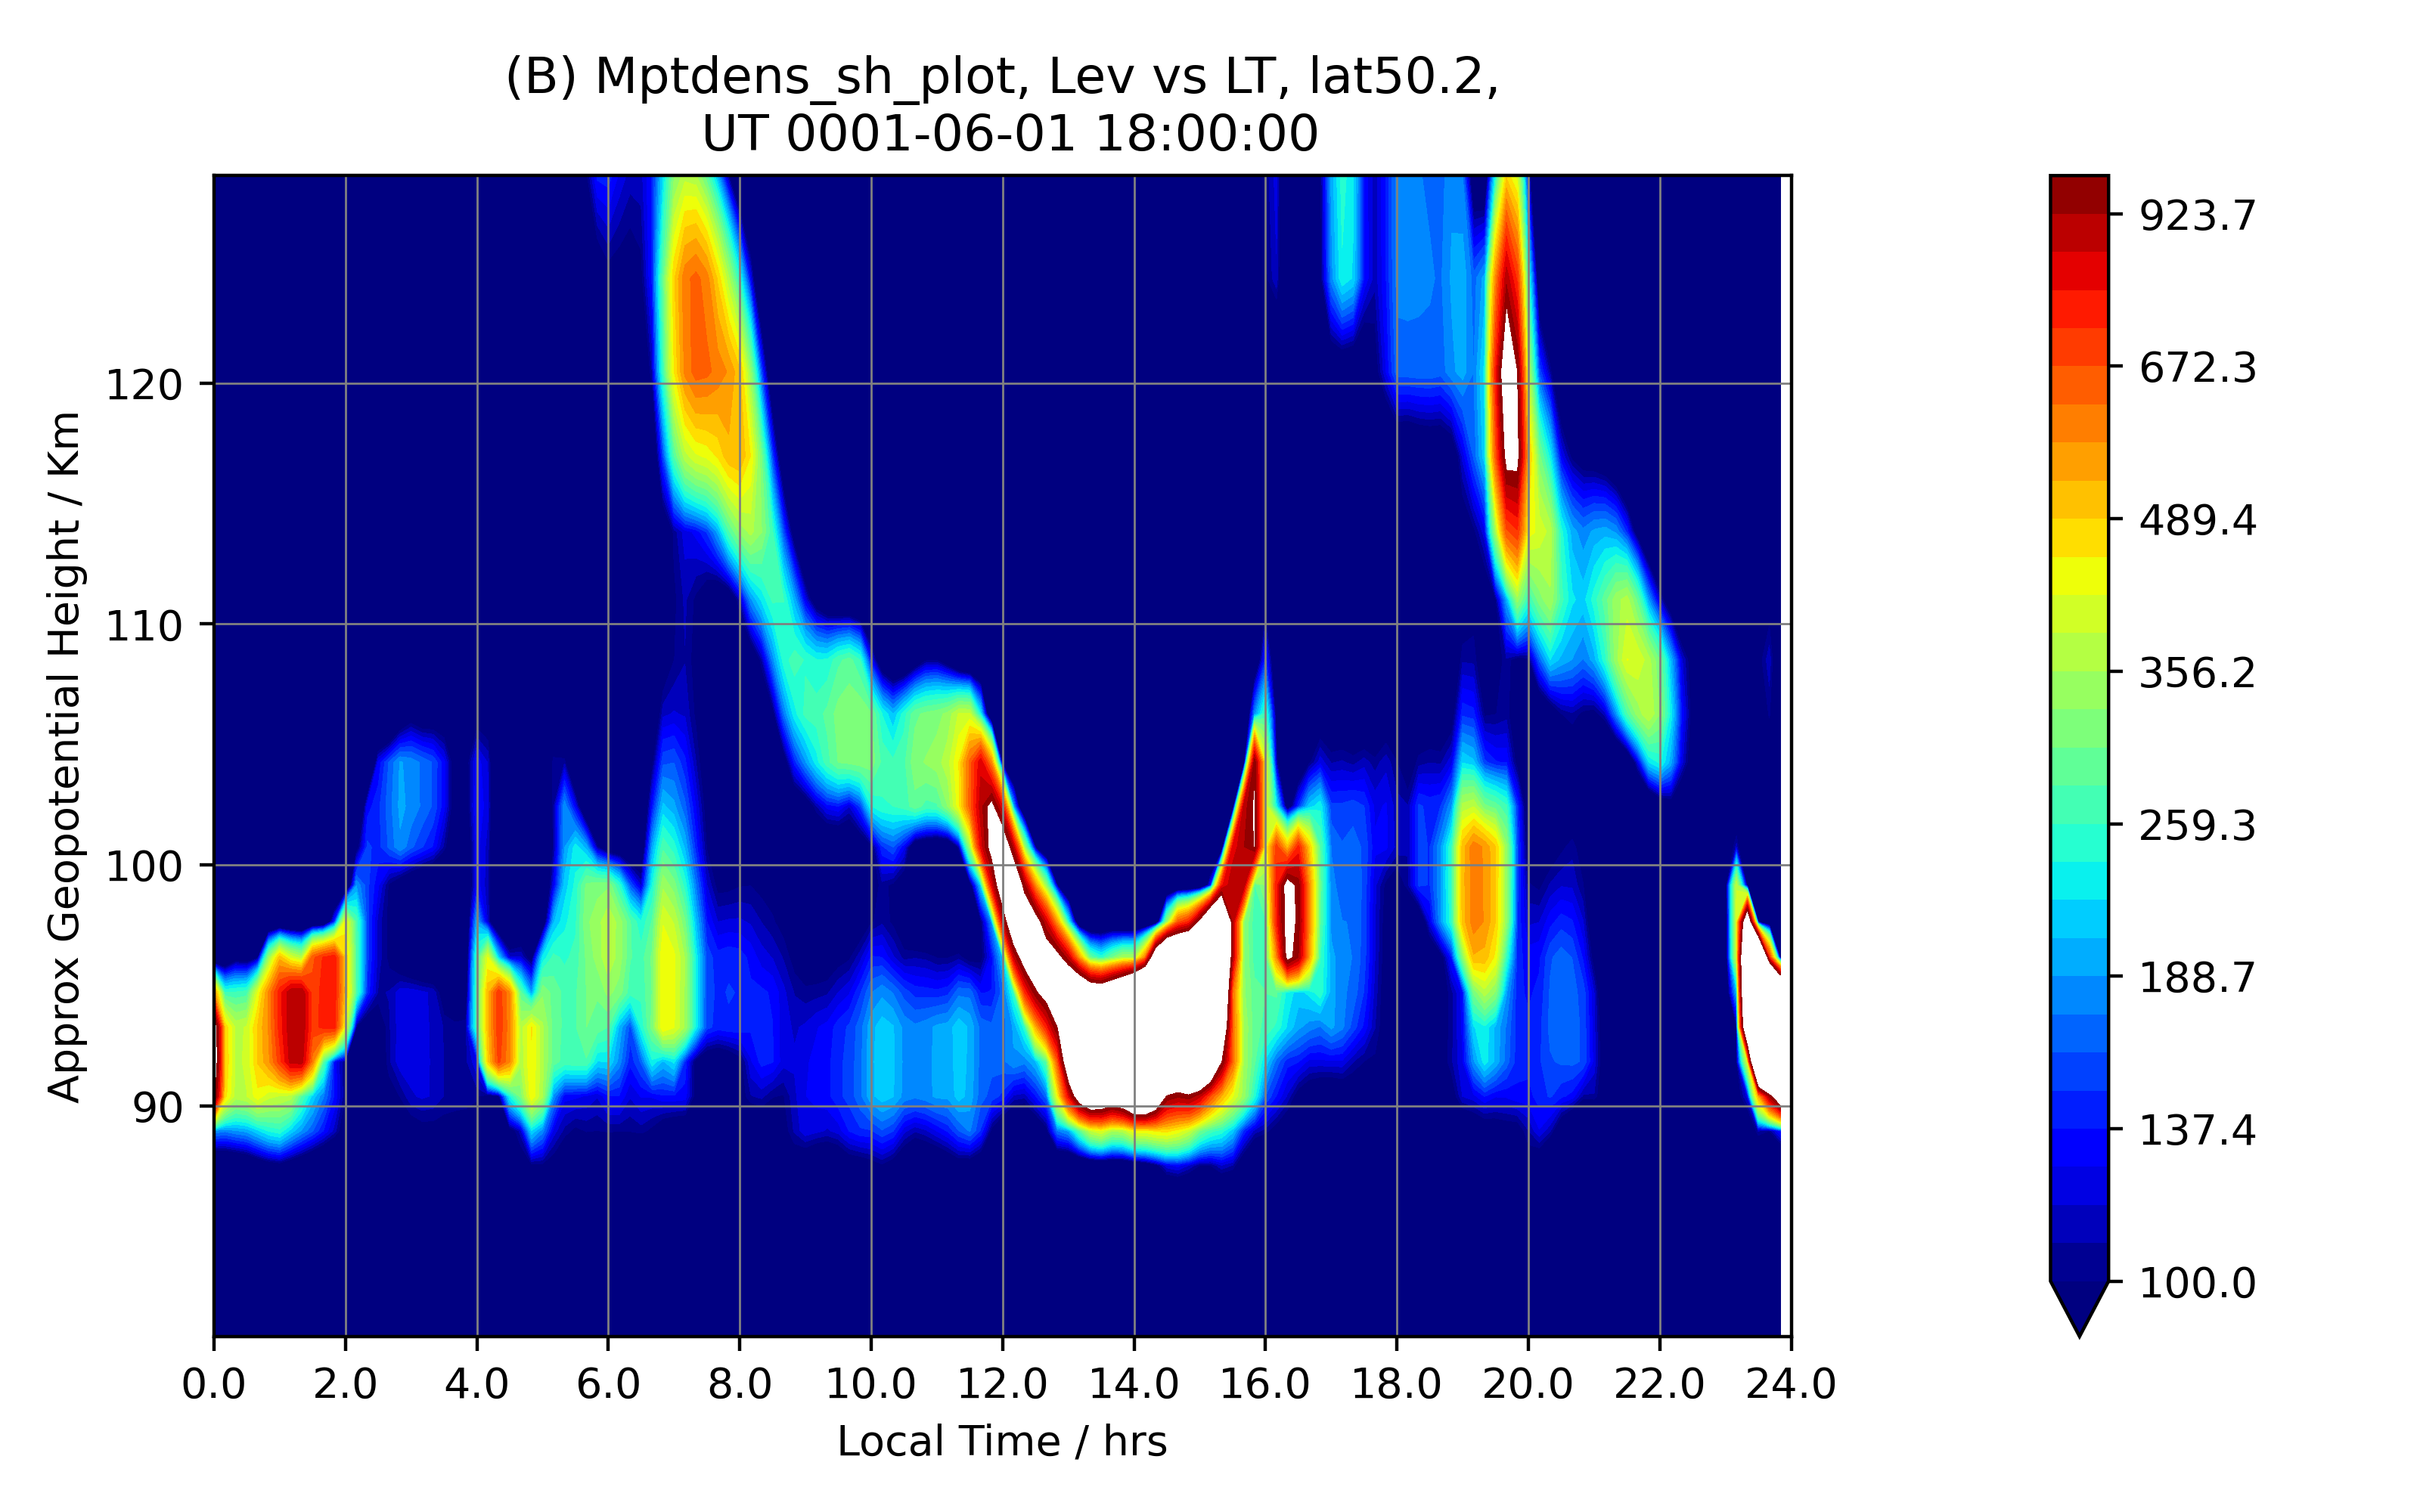 (B) Mptdens_sh_plot, Lev vs LT, lat50.2,
UT 0001-06-01 18:00:00
Approx Geopotential Height / Km
120
110
100
90
0.0 2.0 4.0 6.0 8.0 10.0 12.0 14.0 16.0 18.0 20.0 22.0 24.0
Local Time / hrs
923.7
672.3
489.4
356.2
259.3
188.7
137.4
100.0